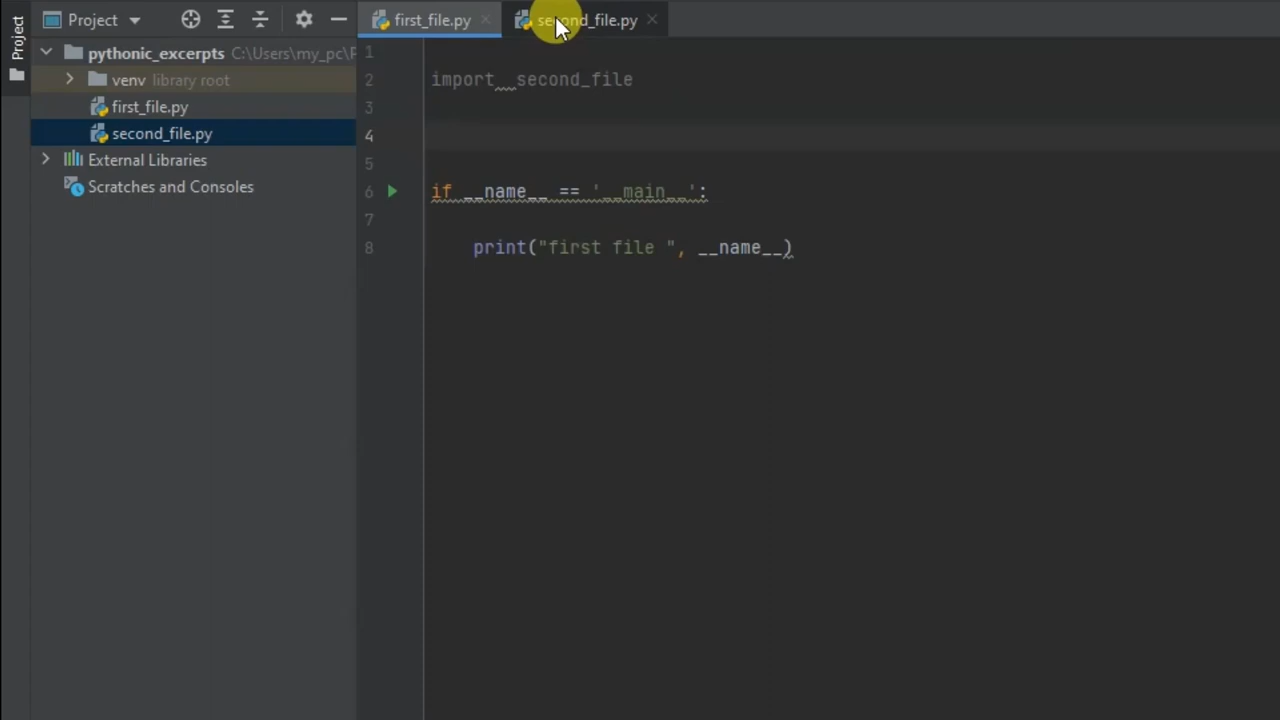 Project
Project
first_file.py
second_file.py
pythonic_excerpts C:\Users\my_pc\P
venv library root
first_file.py
second_file.py
External Libraries
Scratches and Consoles
1
2 import  second_file
3
4
5
6 if __name__ == '__main__':
7
8 print("first file ", __name__)